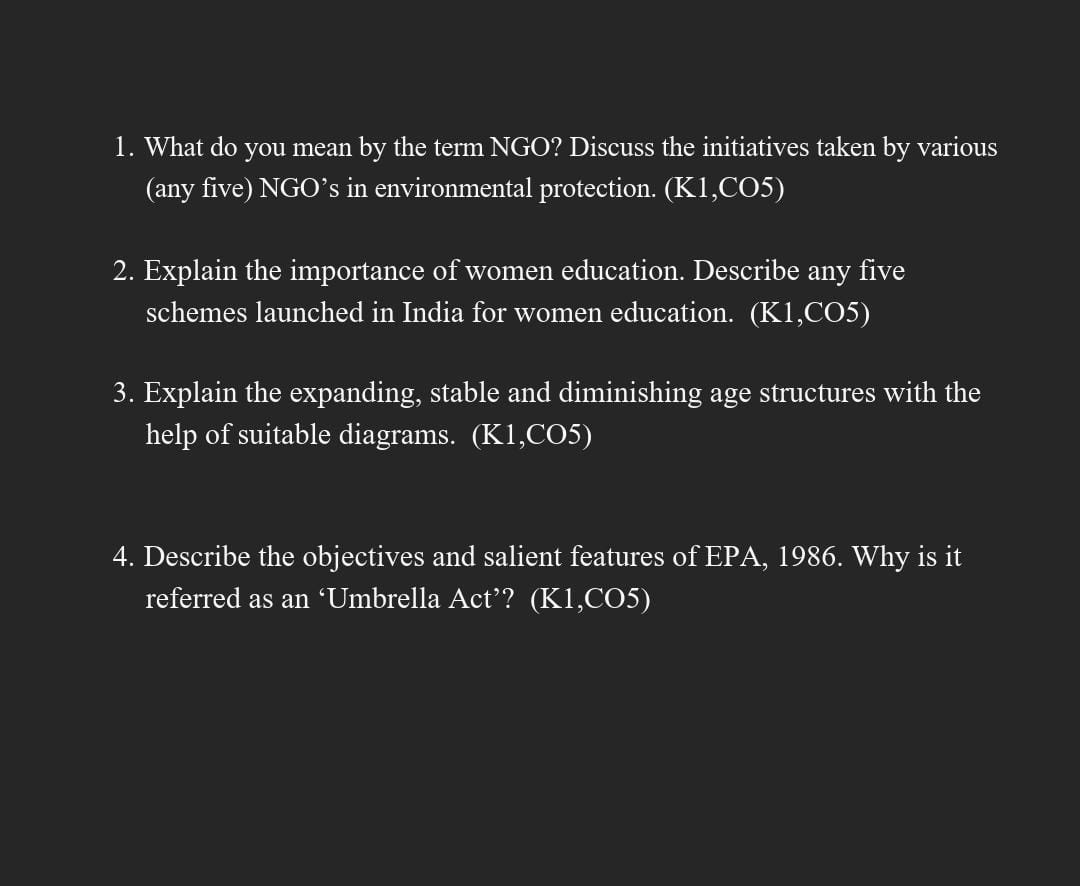 1. What do you mean by the term NGO? Discuss the initiatives taken by various
(any five) NGO’s in environmental protection. (K1,CO5)
2. Explain the importance of women education. Describe any five
schemes launched in India for women education. (K1,CO5)
3. Explain the expanding, stable and diminishing age structures with the
help of suitable diagrams. (K1,CO5)
4. Describe the objectives and salient features of EPA, 1986. Why is it
referred as an ‘Umbrella Act’? (K1,CO5)